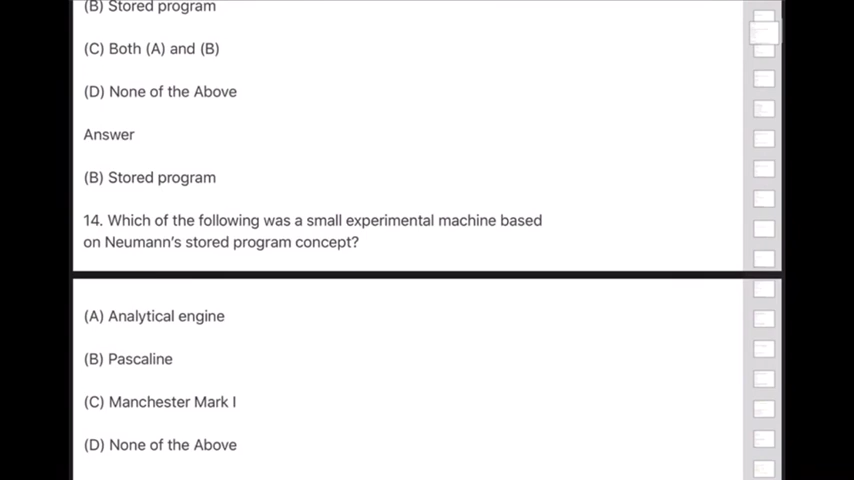 (B) Stored program
(C) Both (A) and (B)
(D) None of the Above
Answer
(B) Stored program
14. Which of the following was a small experimental machine based
on Neumann's stored program concept?
(A) Analytical engine
(B) Pascaline
(C) Manchester Mark I
(D) None of the Above